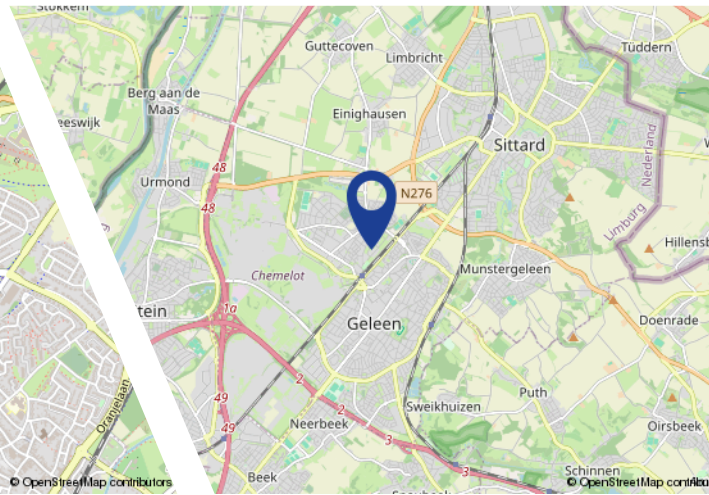 Stokkem
Guttecoven
Limbricht
Tüddern
Berg aan de
Maas
eeswijk
Einighausen
48
Sittard
Nederland
Urmond
48
N276
Limburg
Hillensb
Chemelot
Munstergeleen
tein
1a
Geleen
Doenrade
2
49
2
Puth
Oranjelaan
Sweikhuizen
Neerbeek
49
3
Oirsbeek
3
Beek
Schinnen
© OpenStreetMap contributors
© OpenStreetMap contri